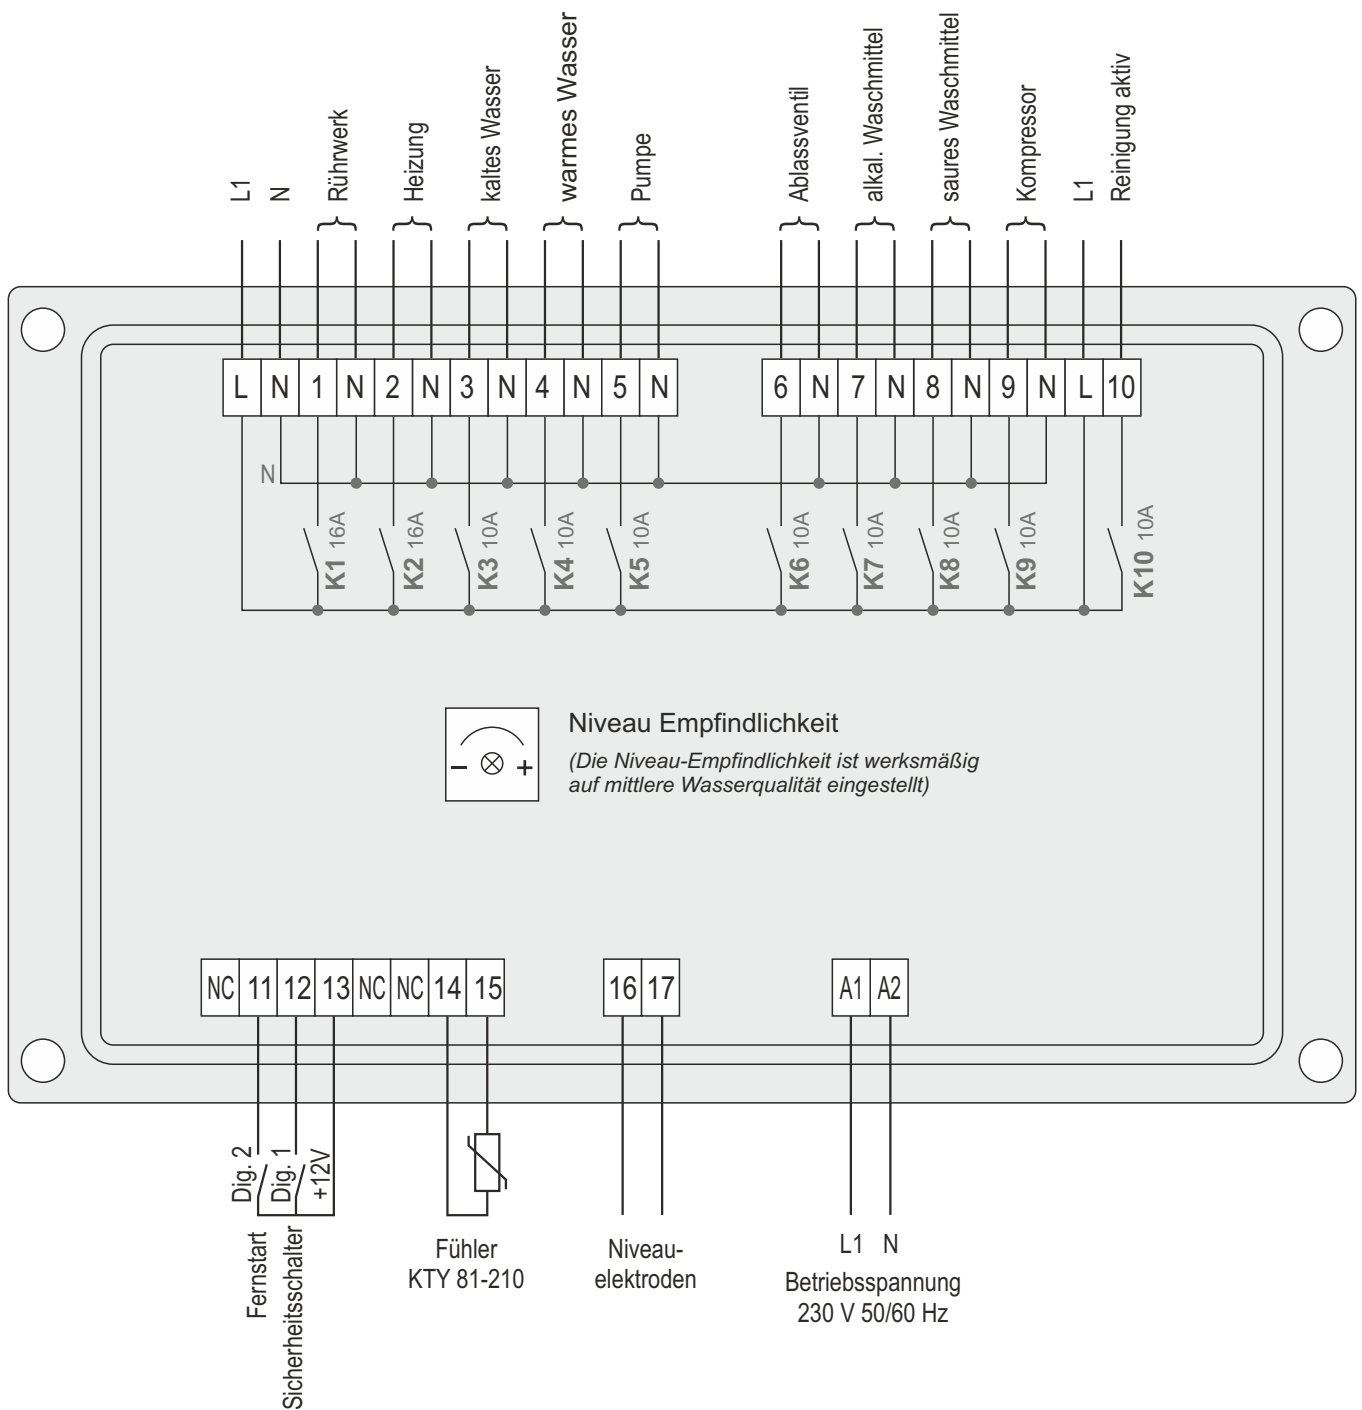 L1
N
Rührwerk
Heizung
kaltes Wasser
warmes Wasser
Pumpe
Ablassventil
alkal. Waschmittel
saures Waschmittel
Kompressor
L1
Reinigung aktiv
L N 1 N 2 N 3 N 4 N 5 N
6 N 7 N 8 N 9 N L 10
N
K1 16A
K2 16A
K3 10A
K4 10A
K5 10A
K6 10A
K7 10A
K8 10A
K9 10A
K10 10A
Niveau Empfindlichkeit
(Die Niveau-Empfindlichkeit ist werksmäßig
auf mittlere Wasserqualität eingestellt)
− +
NC 11 12 13 NC NC 14 15
16 17
A1 A2
Dig. 2
Dig. 1
+12V
Fernstart
Sicherheitsschalter
Fühler
KTY 81-210
Niveau-
elektroden
L1 N
Betriebsspannung
230 V 50/60 Hz